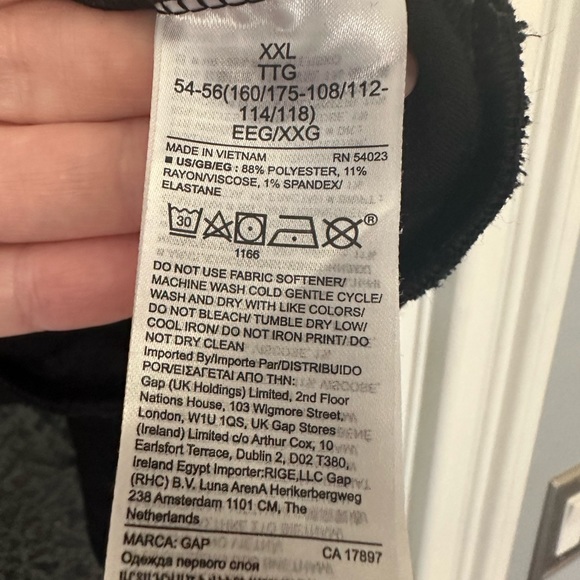 XXL
TTG
54-56(160/175-108/112-
114/118)
EEG/XXG
MADE IN VIETNAM RN 54023
■ US/GB/EG : 88% POLYESTER, 11%
RAYON/VISCOSE, 1% SPANDEX/
ELASTANE
30 ®
1166
DO NOT USE FABRIC SOFTENER/
MACHINE WASH COLD GENTLE CYCLE/
WASH AND DRY WITH LIKE COLORS/
DO NOT BLEACH/ TUMBLE DRY LOW/
COOL IRON/ DO NOT IRON PRINT/ DO
NOT DRY CLEAN
Imported By/Importe Par/DISTRIBUIDO
POR/ΕΙΣΑΓΕΤΑΙ ΑΠΟ ΤΗΝ:
Gap (UK Holdings) Limited, 2nd Floor
Nations House, 103 Wigmore Street,
London, W1U 1QS, UK Gap Stores
(Ireland) Limited c/o Arthur Cox, 10
Earlsfort Terrace, Dublin 2, D02 T380,
Ireland Egypt Importer:RIGE,LLC Gap
(RHC) B.V. Luna ArenA Herikerbergweg
238 Amsterdam 1101 CM, The
Netherlands
MARCA: GAP CA 17897
Одежда первого слоя